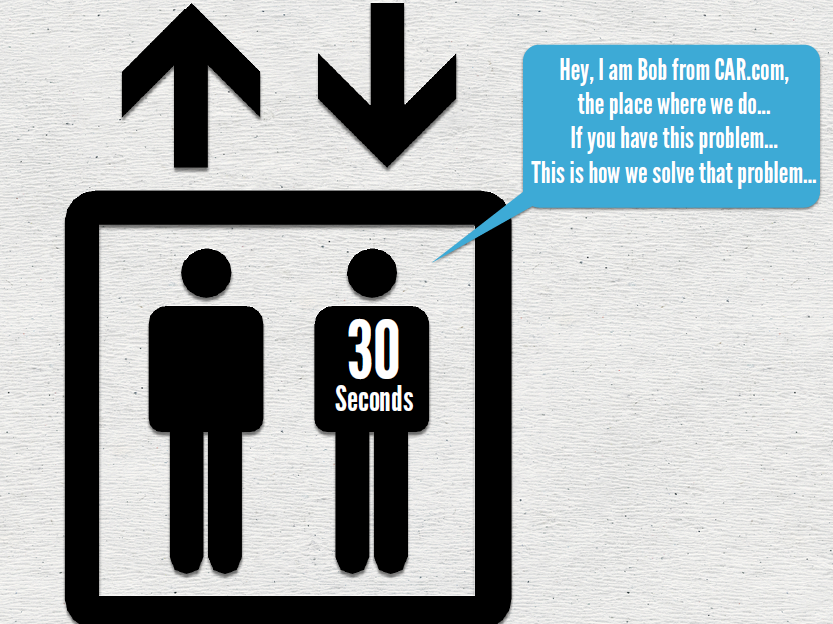 Hey, I am Bob from CAR.com,
the place where we do...
If you have this problem...
This is how we solve that problem...
30
Seconds